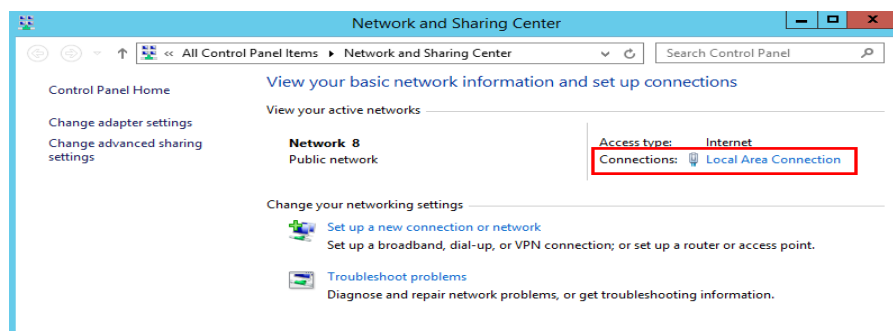 Network and Sharing Center
« All Control Panel Items ▸ Network and Sharing Center
Search Control Panel
Control Panel Home
Change adapter settings
Change advanced sharing
settings
View your basic network information and set up connections
View your active networks
Network 8
Public network
Access type: Internet
Connections: Local Area Connection
Change your networking settings
Set up a new connection or network
Set up a broadband, dial-up, or VPN connection; or set up a router or access point.
Troubleshoot problems
Diagnose and repair network problems, or get troubleshooting information.